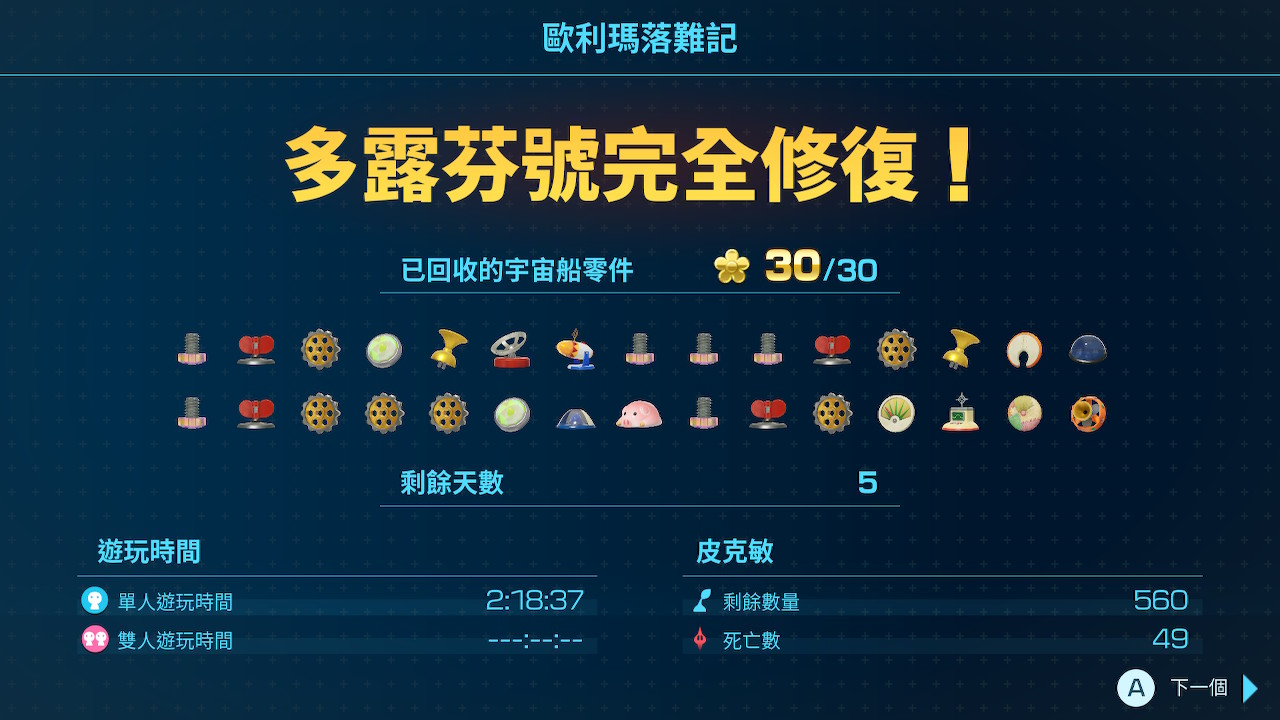 歐利瑪落難記
多露芬號完全修復！
已回收的宇宙船零件 30/30
剩餘天數 5
遊玩時間
單人遊玩時間 2:18:37
雙人遊玩時間 ---:--:--
皮克敏
剩餘數量 560
死亡數 49
A 下一個